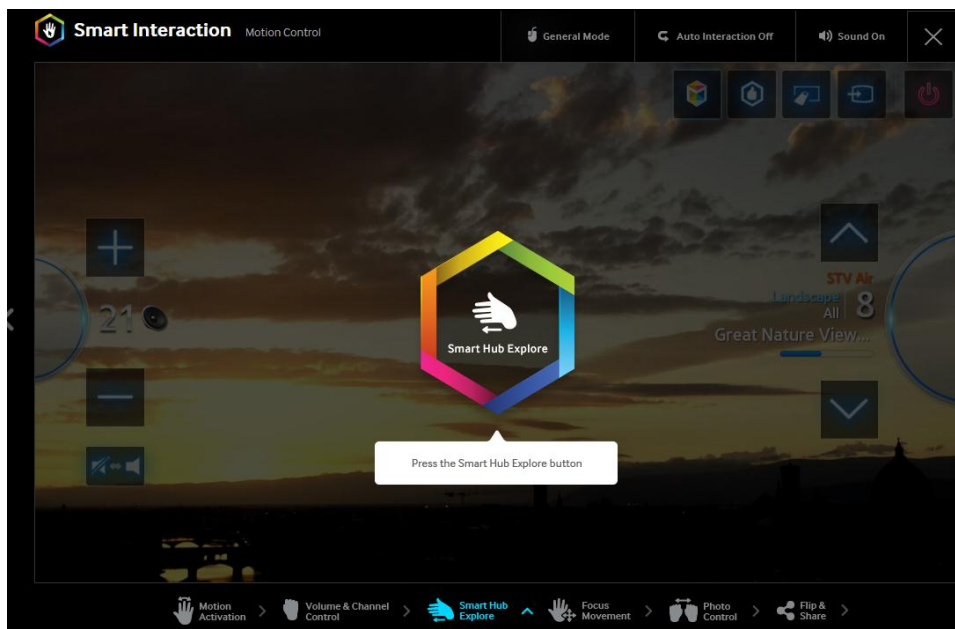 Smart Interaction Motion Control
General Mode
Auto Interaction Off
Sound On
21
STV Air
Landscape
All
8
Great Nature View...
Smart Hub Explore
Press the Smart Hub Explore button
Motion
Activation
Volume & Channel
Control
Smart Hub
Explore
Focus
Movement
Photo
Control
Flip &
Share